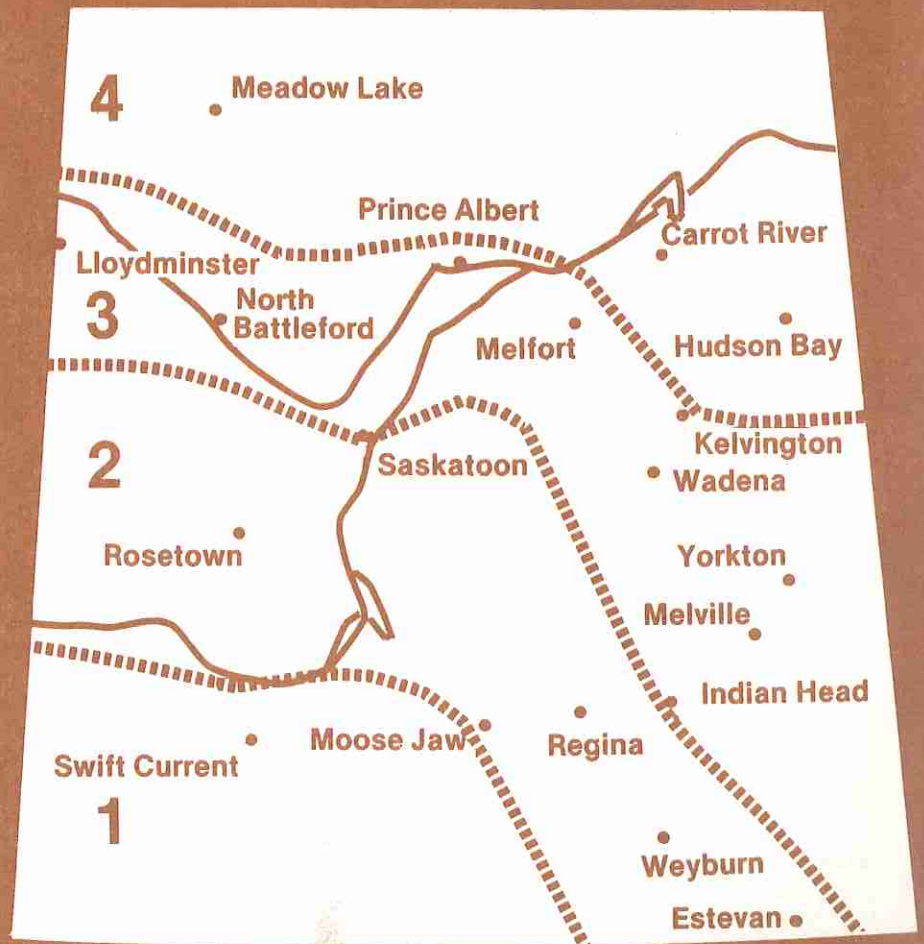 4
Meadow Lake
Prince Albert
Carrot River
Lloydminster
3
North
Battleford
Melfort
Hudson Bay
Kelvington
2
Saskatoon
Wadena
Rosetown
Yorkton
Melville
Indian Head
Moose Jaw
Regina
Swift Current
1
Weyburn
Estevan